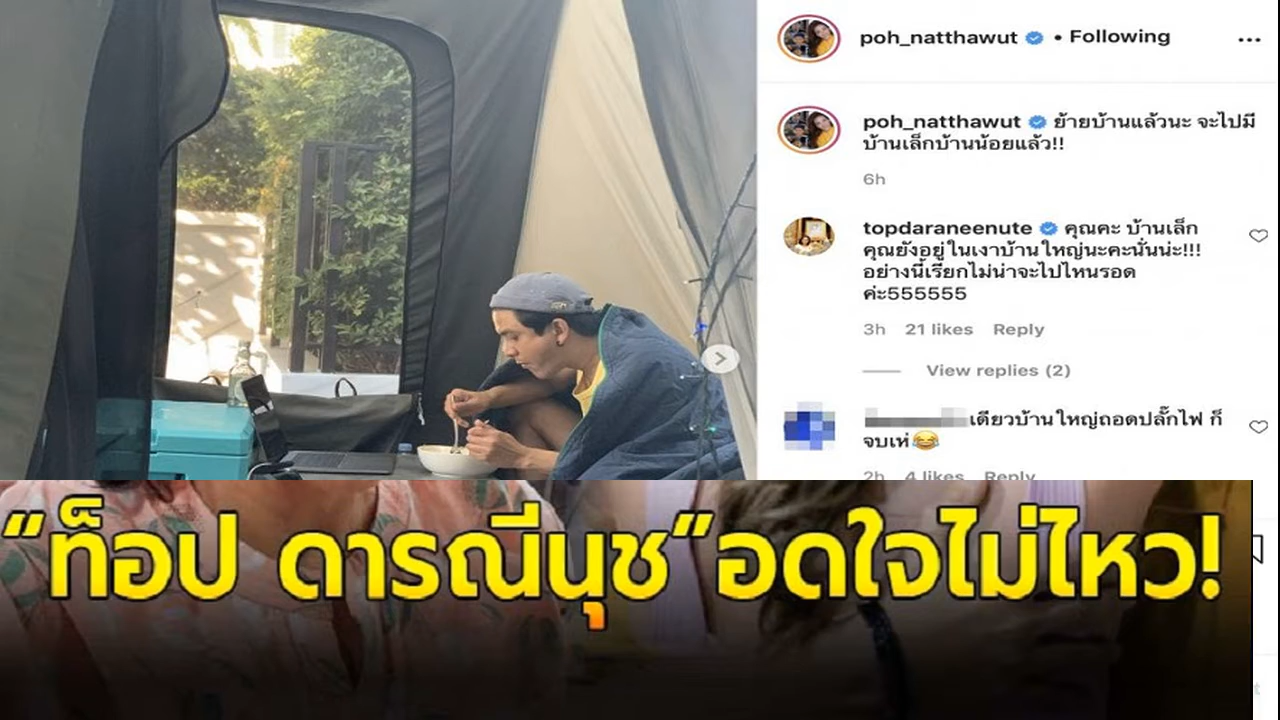 poh_natthawut • Following
poh_natthawut ย้ายบ้านแล้วนะ จะไปมี
บ้านเล็กบ้านน้อยแล้ว!!
6h
topdaraneenute คุณคะ บ้านเล็ก
คุณยังอยู่ในเงาบ้านใหญ่นะคะนั่นน่ะ!!!
อย่างนี้เรียกไม่น่าจะไปไหนรอด
ค่ะ555555
3h 21 likes Reply
View replies (2)
เดียวบ้านใหญ่ถอดปลั๊กไฟ ก็
จบเห่😂
2h 4 likes Reply
“ท็อป ดารณีนุช”อดใจไม่ไหว!